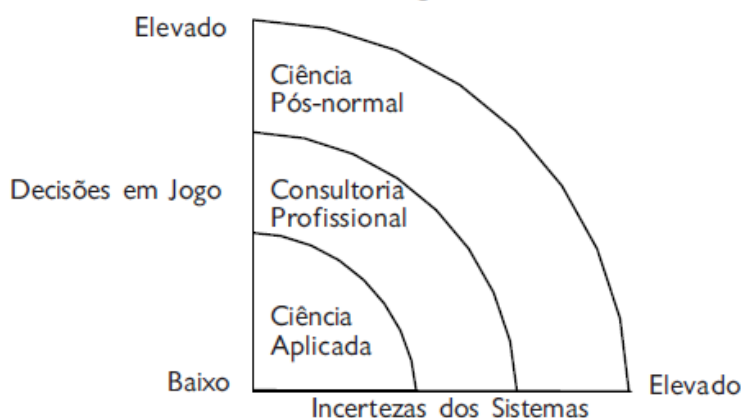 Elevado
Ciência
Pós-normal
Decisões em Jogo
Consultoria
Profissional
Ciência
Aplicada
Baixo
Elevado
Incertezas dos Sistemas